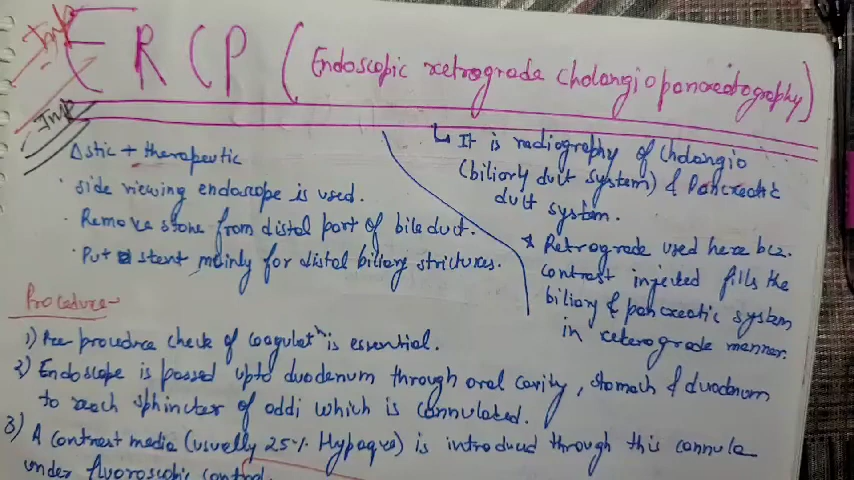 Imp
Imp
ERCP (Endoscopic retrograde cholangiopancreatography)
Δstic + therapeutic
· side viewing endoscope is used.
· Remove stone from distal part of bile duct.
· Put stent mainly for distal biliary strictures.
↳ It is radiography of Cholangio
(biliary duct system) & Pancreatic
duct system.
* Retrograde used here bcz.
contrast injected fills the
biliary & pancreatic system
in reterograde manner.
Procedure-
1) Pre procedure check of coagulatⁿ is essential.
2) Endoscope is passed upto duodenum through oral cavity, stomach & duodenum
to reach sphincter of oddi which is cannulated.
3) A contrast media (usually 25% Hypaque) is introduced through this cannula
under fluoroscopic control.